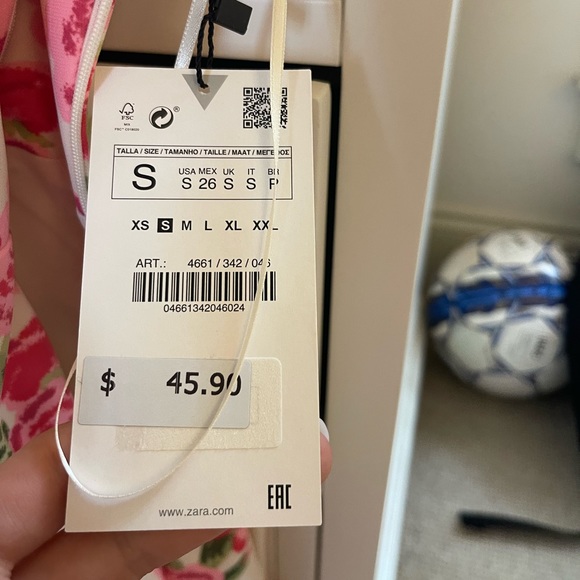 FSC
MIX
®
TALLA / SIZE / TAMANHO / TAILLE / MAAT / ΜΕΓΕΘΟΣ
S
USA MEX UK IT BR
S 26 S S P
XS S M L XL XXL
ART.: 4661 / 342 / 046
04661342046024
$ 45.90
www.zara.com
EAC